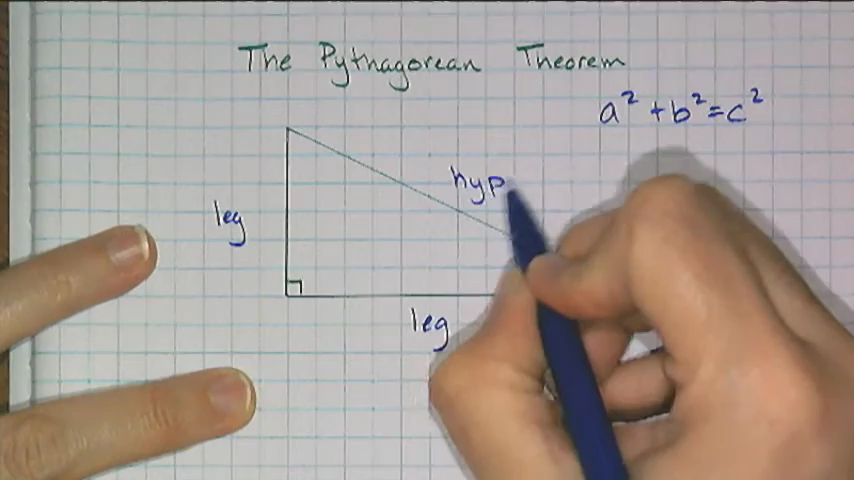 The Pythagorean Theorem
a² + b² = c²
hyp
leg
leg